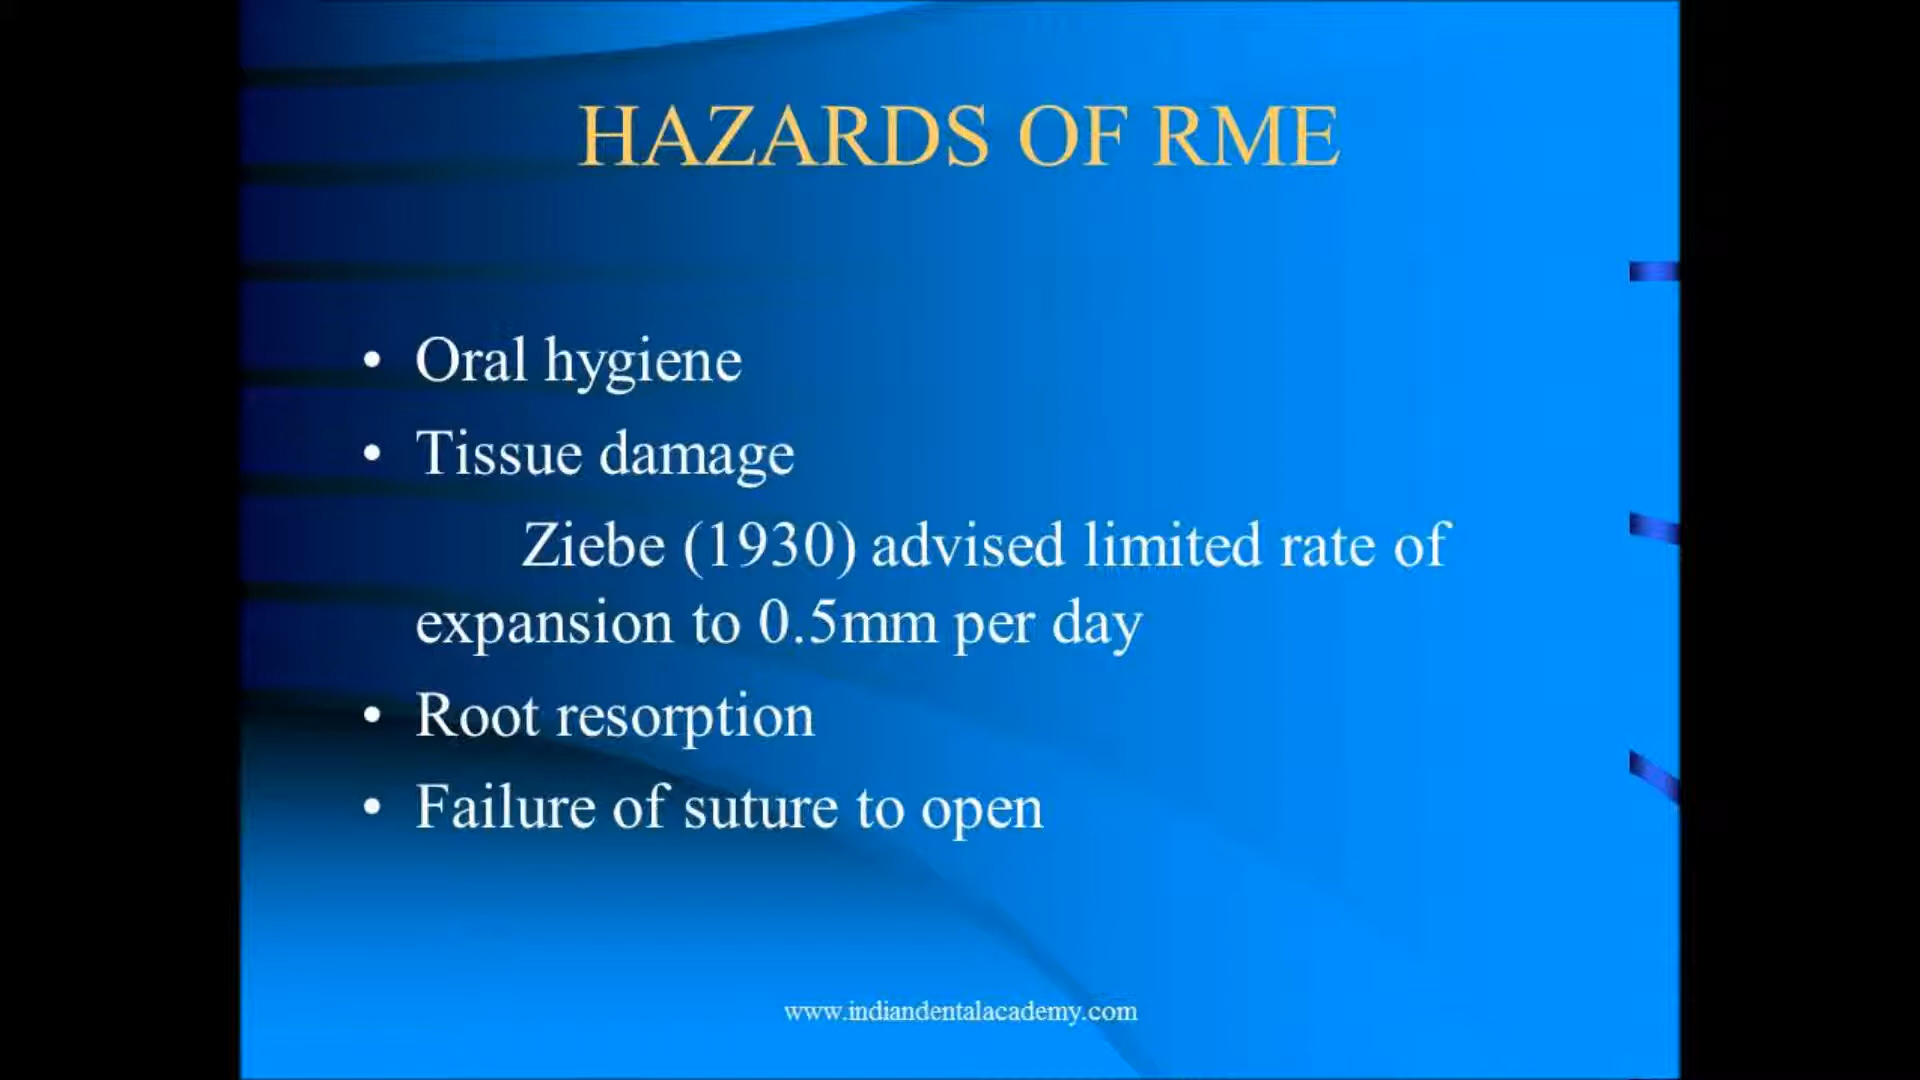 HAZARDS OF RME
• Oral hygiene
• Tissue damage
Ziebe (1930) advised limited rate of
expansion to 0.5mm per day
• Root resorption
• Failure of suture to open
www.indiandentalacademy.com